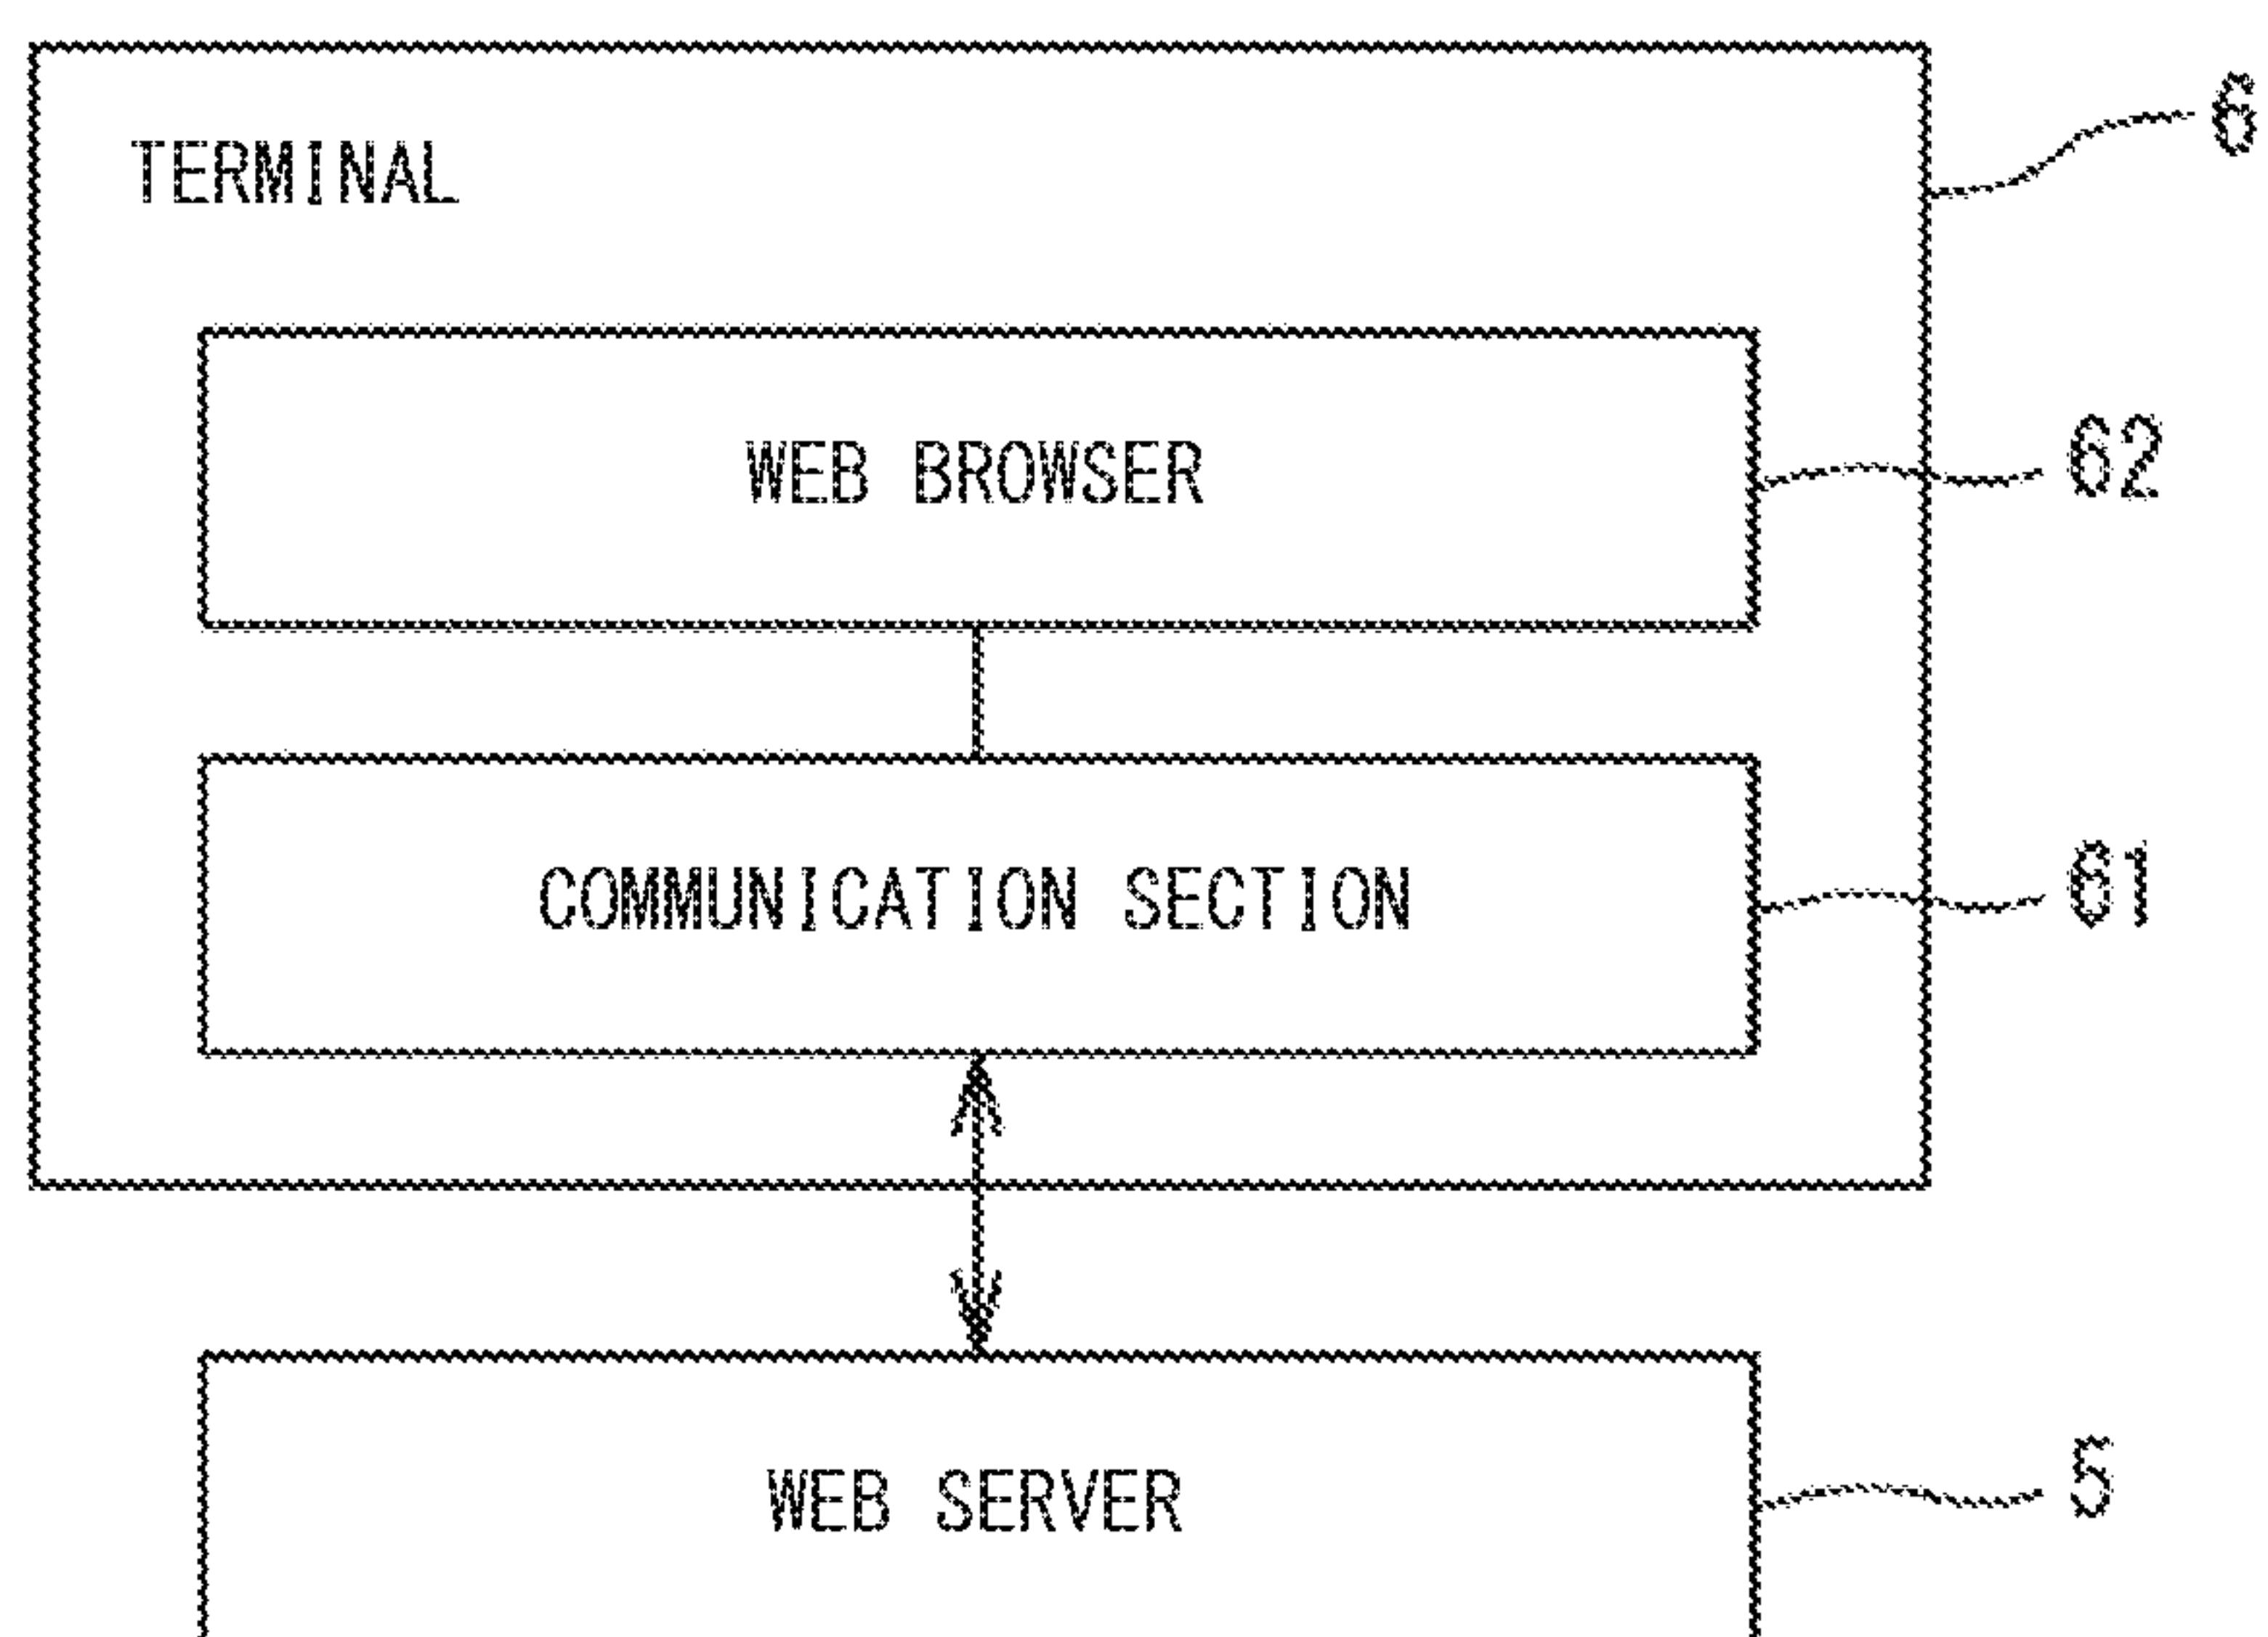 TERMINAL
6
WEB BROWSER
62
COMMUNICATION SECTION
61
WEB SERVER
5